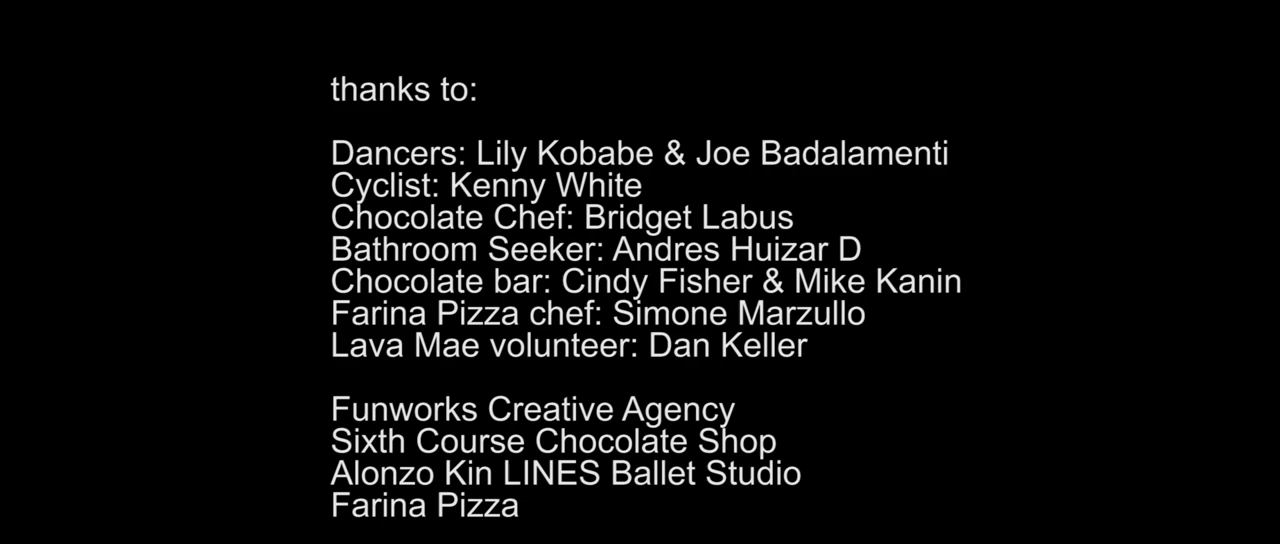 thanks to:
Dancers: Lily Kobabe & Joe Badalamenti
Cyclist: Kenny White
Chocolate Chef: Bridget Labus
Bathroom Seeker: Andres Huizar D
Chocolate bar: Cindy Fisher & Mike Kanin
Farina Pizza chef: Simone Marzullo
Lava Mae volunteer: Dan Keller
Funworks Creative Agency
Sixth Course Chocolate Shop
Alonzo Kin LINES Ballet Studio
Farina Pizza